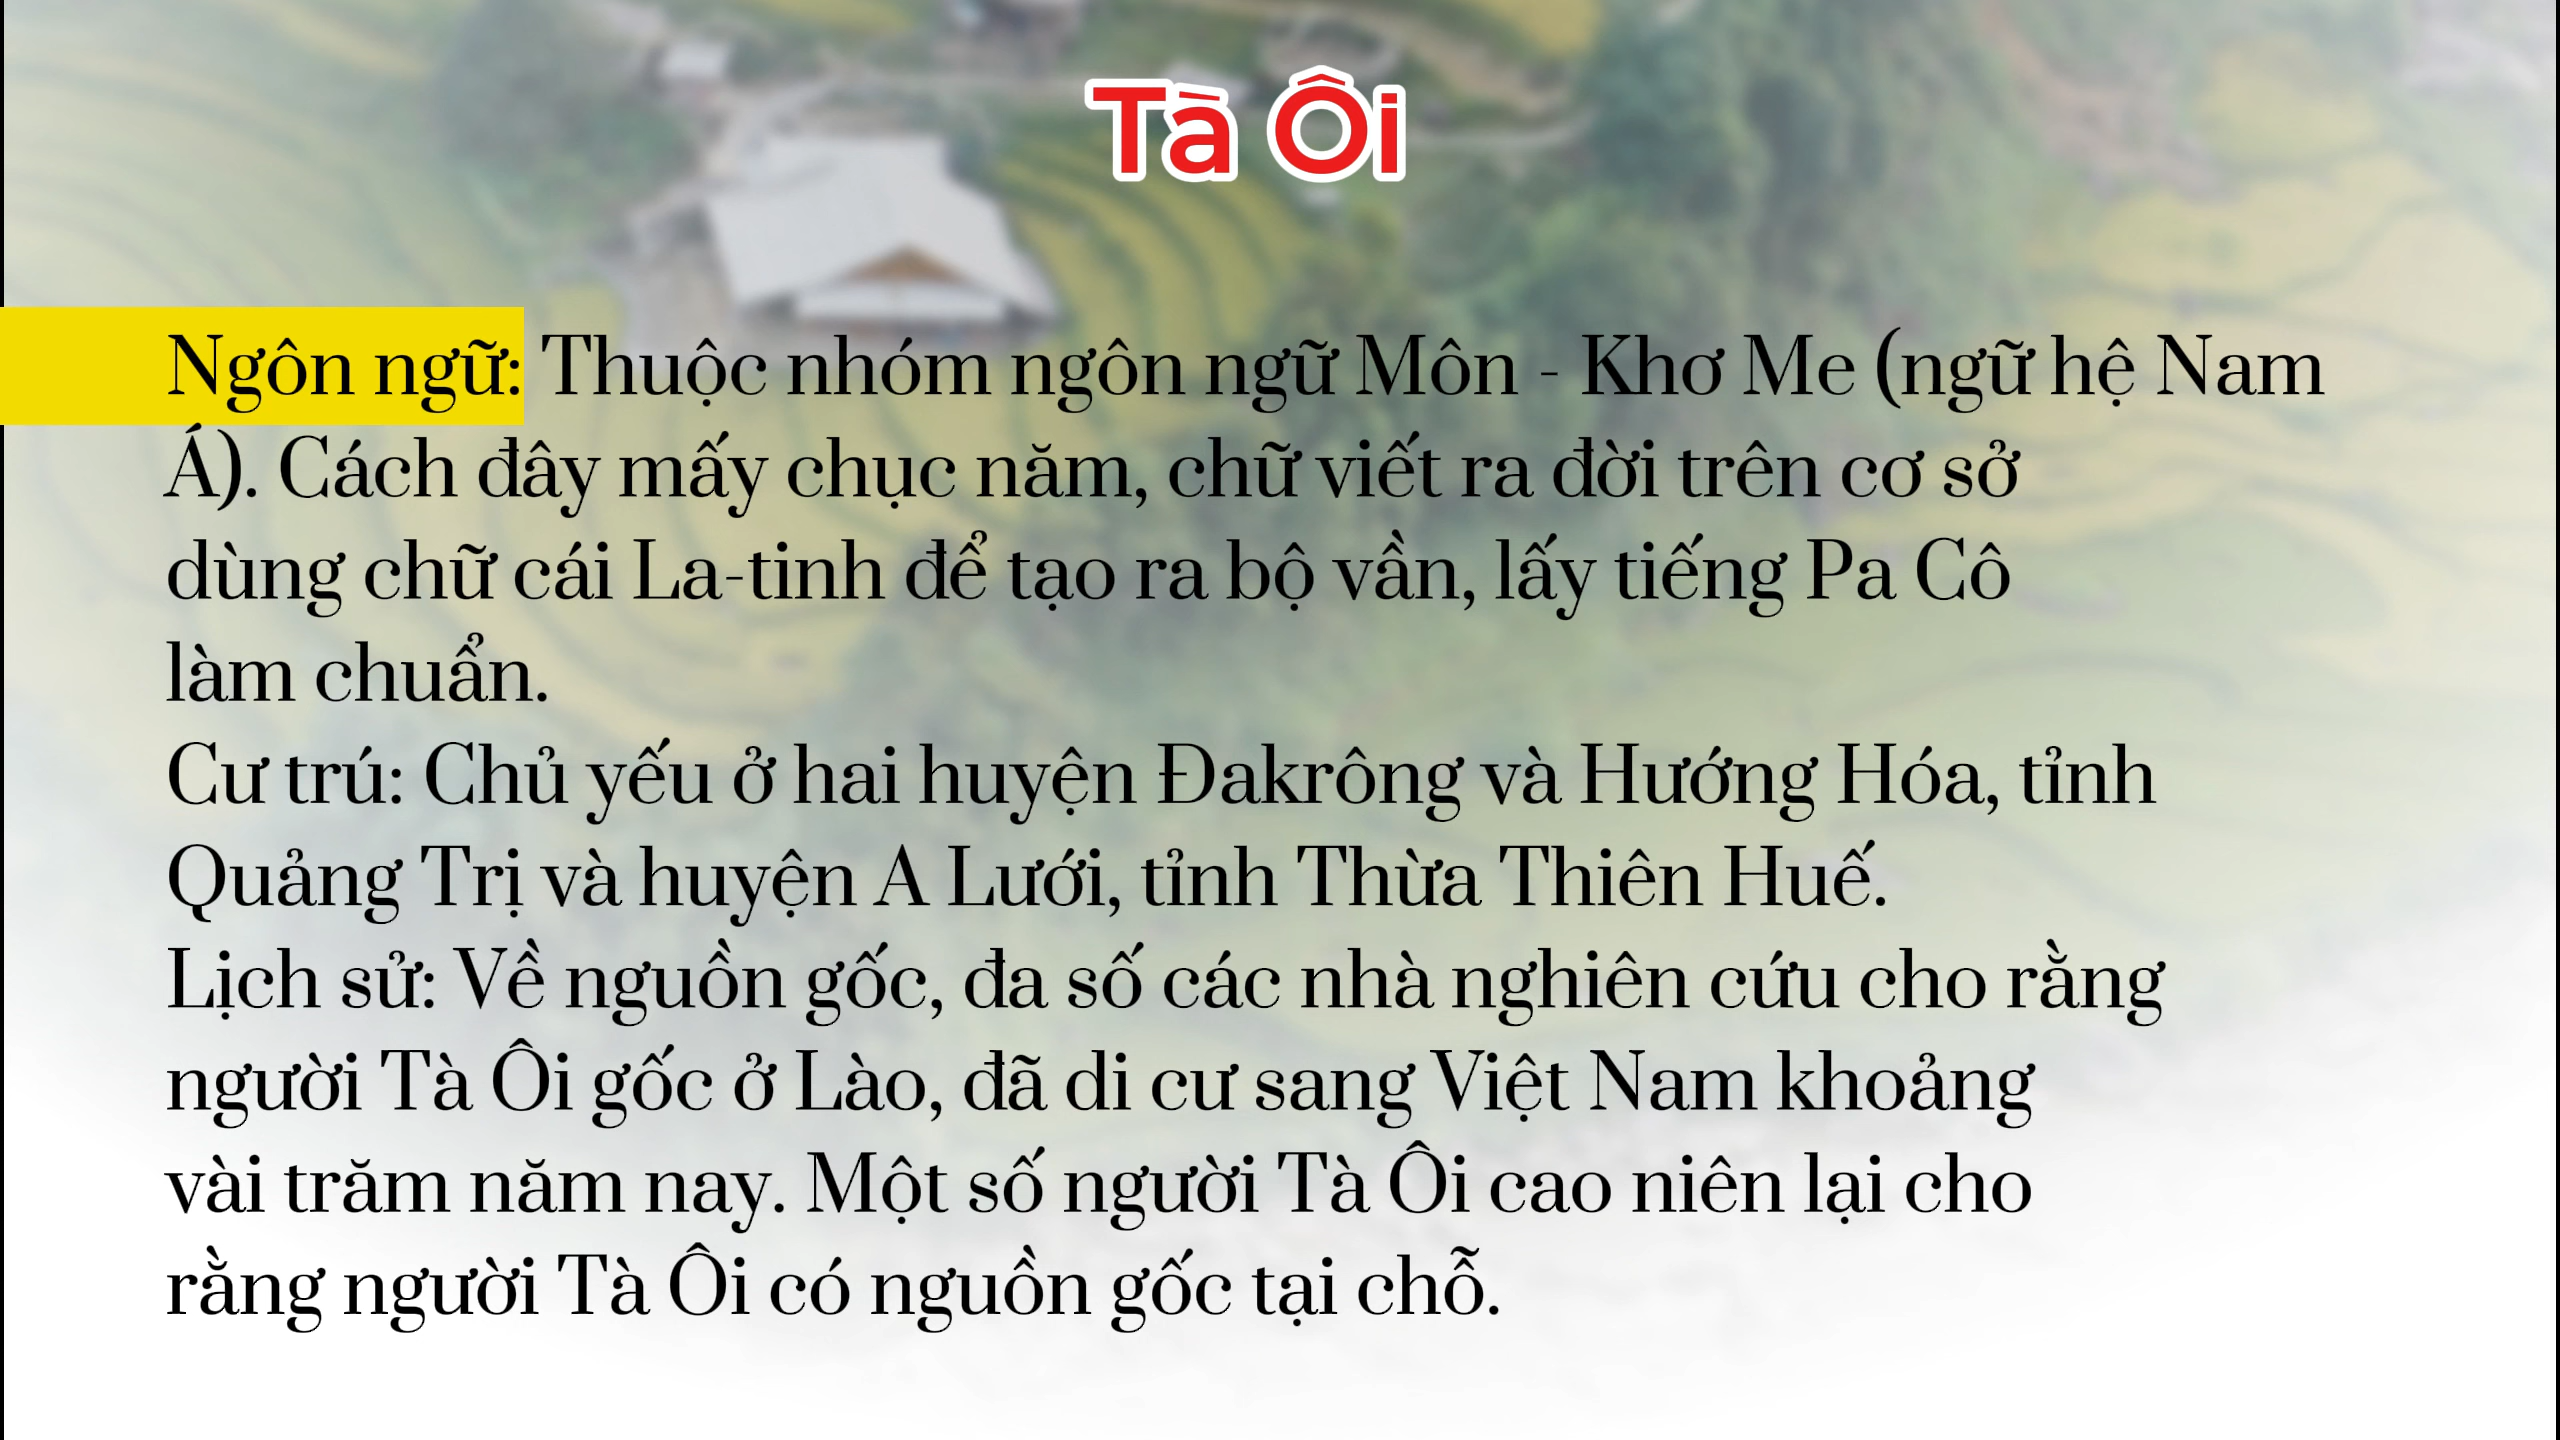 Tà Ôi
Ngôn ngữ: Thuộc nhóm ngôn ngữ Môn - Khơ Me (ngữ hệ Nam
Á). Cách đây mấy chục năm, chữ viết ra đời trên cơ sở
dùng chữ cái La-tinh để tạo ra bộ vần, lấy tiếng Pa Cô
làm chuẩn.
Cư trú: Chủ yếu ở hai huyện Đakrông và Hướng Hóa, tỉnh
Quảng Trị và huyện A Lưới, tỉnh Thừa Thiên Huế.
Lịch sử: Về nguồn gốc, đa số các nhà nghiên cứu cho rằng
người Tà Ôi gốc ở Lào, đã di cư sang Việt Nam khoảng
vài trăm năm nay. Một số người Tà Ôi cao niên lại cho
rằng người Tà Ôi có nguồn gốc tại chỗ.